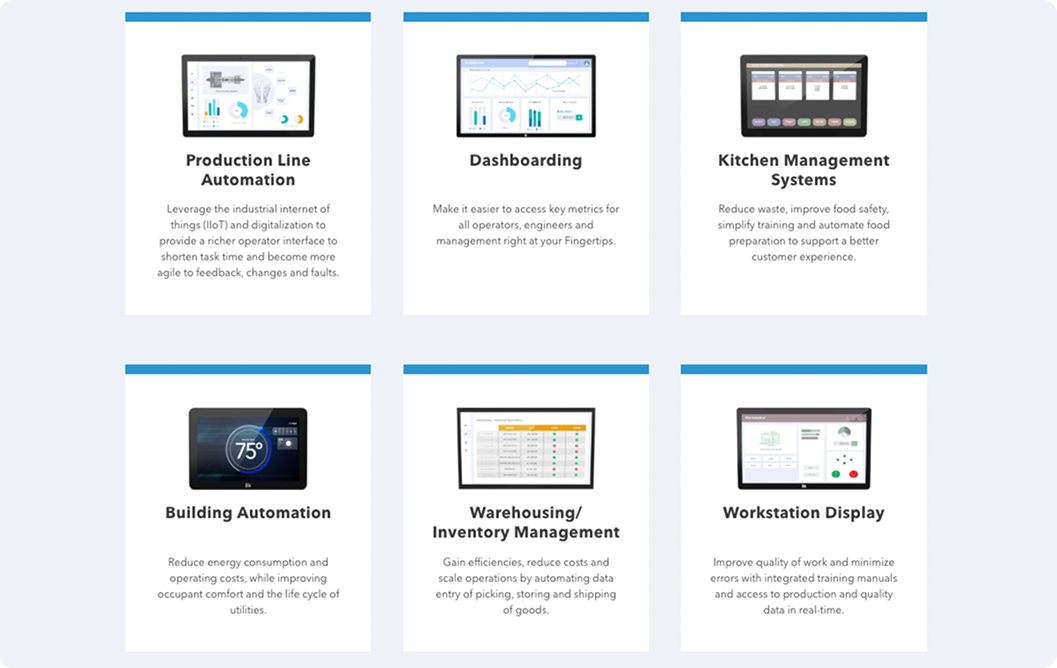 Production Line
Automation
Leverage the industrial internet of
things (IIoT) and digitalization to
provide a richer operator interface to
shorten task time and become more
agile to feedback, changes and faults.
Dashboarding
Make it easier to access key metrics for
all operators, engineers and
management right at your Fingertips.
Kitchen Management
Systems
Reduce waste, improve food safety,
simplify training and automate food
preparation to support a better
customer experience.
75°
Building Automation
Reduce energy consumption and
operating costs, while improving
occupant comfort and the life cycle of
utilities.
Warehousing/
Inventory Management
Gain efficiencies, reduce costs and
scale operations by automating data
entry of picking, storing and shipping
of goods.
Workstation Display
Improve quality of work and minimize
errors with integrated training manuals
and access to production and quality
data in real-time.